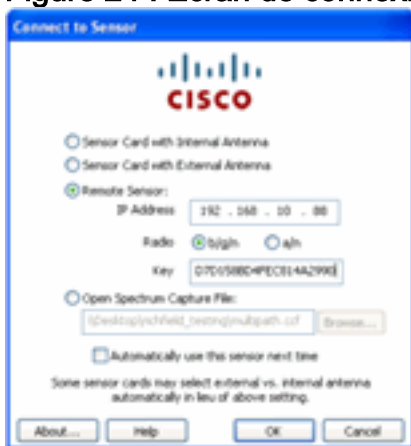 Connect to Sensor
CISCO
Sensor Card with Internal Antenna
Sensor Card with External Antenna
Remote Sensor:
IP Address 192 . 168 . 10 . 88
Radio b/g/n a/n
Key
Open Spectrum Capture File:
Browse...
Automatically use this sensor next time
Some sensor cards may select external vs. internal antenna
automatically in lieu of above setting.
About... Help OK Cancel